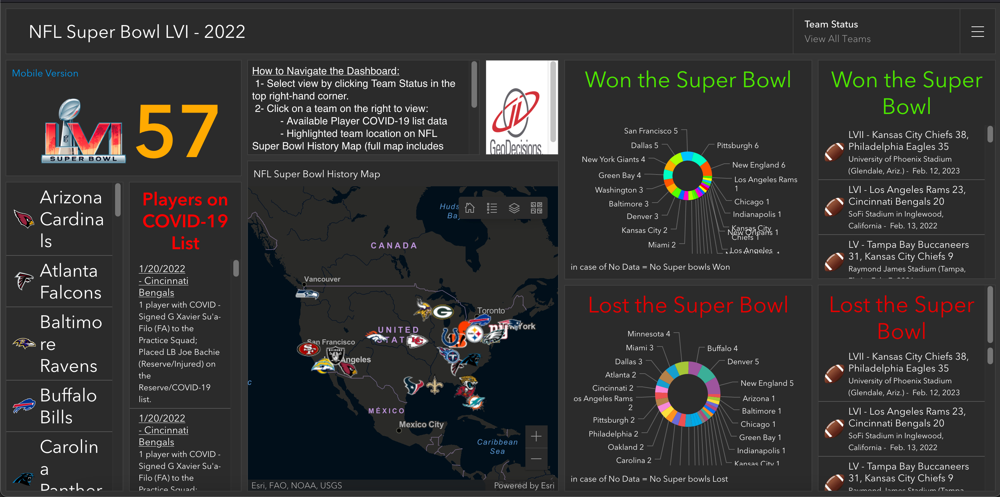 NFL Super Bowl LVI - 2022
Team Status
View All Teams
Mobile Version
LVI
SUPER BOWL
57
Arizona
Cardina
ls
Atlanta
Falcons
Baltimo
re
Ravens
Buffalo
Bills
Carolin
a
Panther
Players on
COVID-19
List
1/20/2022
- Cincinnati
Bengals
1 player with COVID -
Signed G Xavier Su'a-
Filo (FA) to the
Practice Squad;
Placed LB Joe Bachie
(Reserve/Injured) on
the
Reserve/COVID-19
list.
1/20/2022
- Cincinnati
Bengals
1 player with COVID -
Signed G Xavier Su'a-
Filo (FA) to the
Practice Squad;
How to Navigate the Dashboard:
1- Select view by clicking Team Status in the
top right-hand corner.
2- Click on a team on the right to view:
- Available Player COVID-19 list data
- Highlighted team location on NFL
Super Bowl History Map (full map includes
GeoDecisions.
NFL Super Bowl History Map
Huds
Bay
CANADA
Vancouver
Toronto
UNITED
STAT
New York
San Francisco
Angeles
MÉXICO
Mexico City
Caribbean
Sea
c
Esri, FAO, NOAA, USGS
Powered by Esri
Won the Super Bowl
San Francisco 5
Dallas 5
Pittsburgh 6
New York Giants 4
New England 6
Green Bay 4
Los Angeles Rams
1
Washington 3
Chicago 1
Baltimore 3
Indianapolis 1
Denver 3
Kansas City
Chiefs 1
Kansas City 2
New Orleans 1
Miami 2
Los Angeles
in case of No Data = No Super bowls Won
Lost the Super Bowl
Minnesota 4
Miami 3
Buffalo 4
Dallas 3
Denver 5
Atlanta 2
New England 5
Cincinnati 2
os Angeles Rams
2
Arizona 1
Baltimore 1
Pittsburgh 2
Chicago 1
Philadelphia 2
Green Bay 1
Oakland 2
Indianapolis 1
Carolina 2
Kansas City 1
in case of No Data = No Super bowls Lost
Won the Super
Bowl
LVII - Kansas City Chiefs 38,
Philadelphia Eagles 35
University of Phoenix Stadium
(Glendale, Ariz.) - Feb. 12, 2023
LVI - Los Angeles Rams 23,
Cincinnati Bengals 20
SoFi Stadium in Inglewood,
California - Feb. 13, 2022
LV - Tampa Bay Buccaneers
31, Kansas City Chiefs 9
Raymond James Stadium (Tampa,
Lost the Super
Bowl
LVII - Kansas City Chiefs 38,
Philadelphia Eagles 35
University of Phoenix Stadium
(Glendale, Ariz.) - Feb. 12, 2023
LVI - Los Angeles Rams 23,
Cincinnati Bengals 20
SoFi Stadium in Inglewood,
California - Feb. 13, 2022
LV - Tampa Bay Buccaneers
31, Kansas City Chiefs 9
Raymond James Stadium (Tampa,